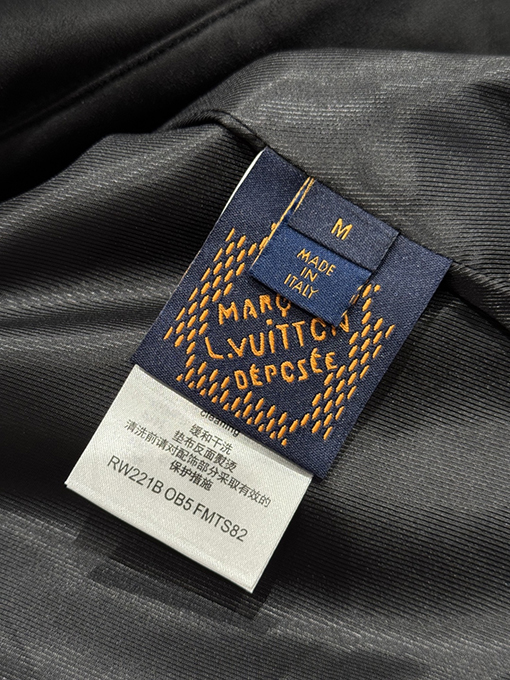 M
MADE
IN
ITALY
MARQ
L.VUITTON
DÉPOSÉE
cleaning
缓和干洗
垫布反面熨烫
清洗前请对配饰部分采取有效的
保护措施
RW221B OB5 FMTS82